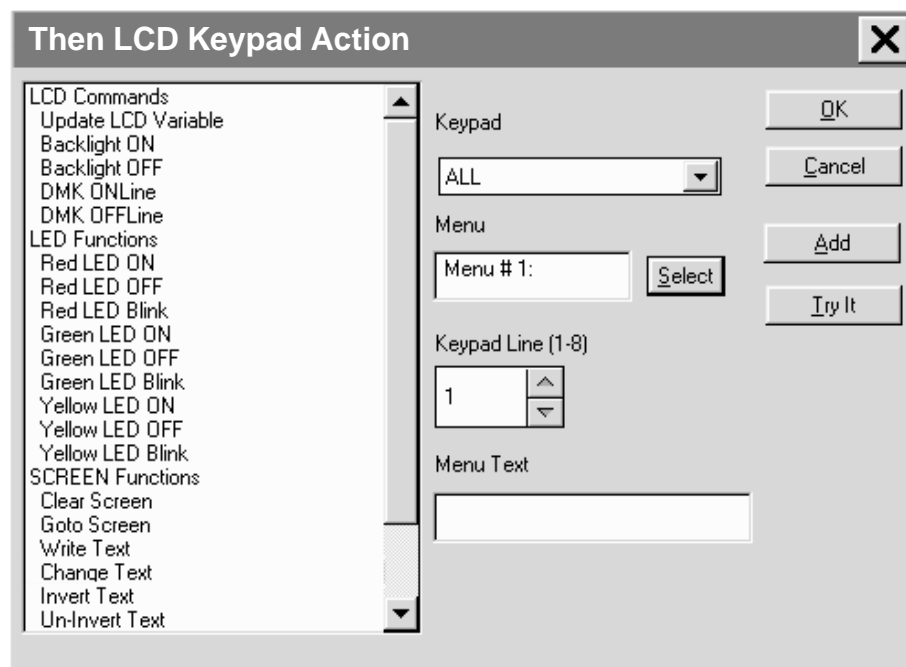 Then LCD Keypad Action
LCD Commands
Update LCD Variable
Backlight ON
Backlight OFF
DMK ONLine
DMK OFFLine
LED Functions
Red LED ON
Red LED OFF
Red LED Blink
Green LED ON
Green LED OFF
Green LED Blink
Yellow LED ON
Yellow LED OFF
Yellow LED Blink
SCREEN Functions
Clear Screen
Goto Screen
Write Text
Change Text
Invert Text
Un-Invert Text
Keypad
ALL
Menu
Menu # 1:
Select
Keypad Line (1-8)
1
Menu Text
OK
Cancel
Add
Try It